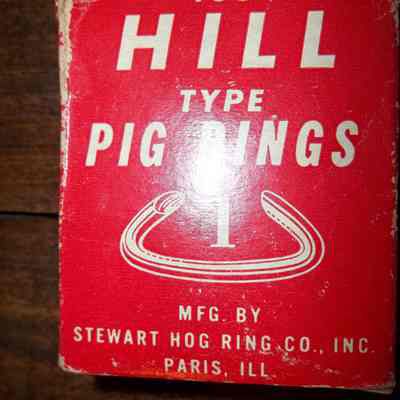 HILL
TYPE
PIG RINGS
1
MFG. BY
STEWART HOG RING CO., INC.
PARIS, ILL.